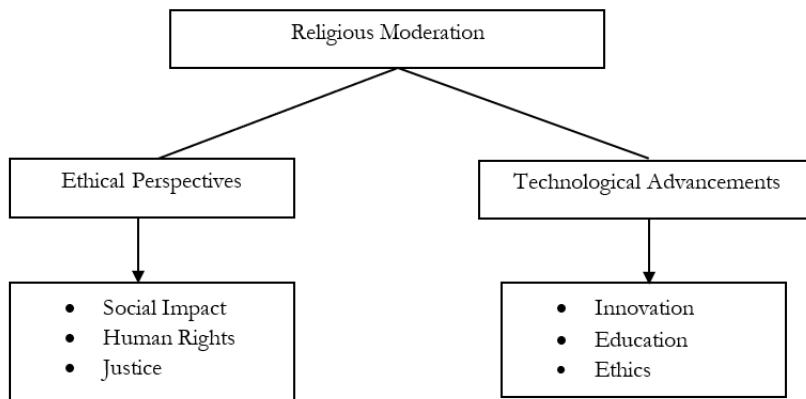 Religious Moderation
Ethical Perspectives
Technological Advancements
• Social Impact
• Human Rights
• Justice
• Innovation
• Education
• Ethics